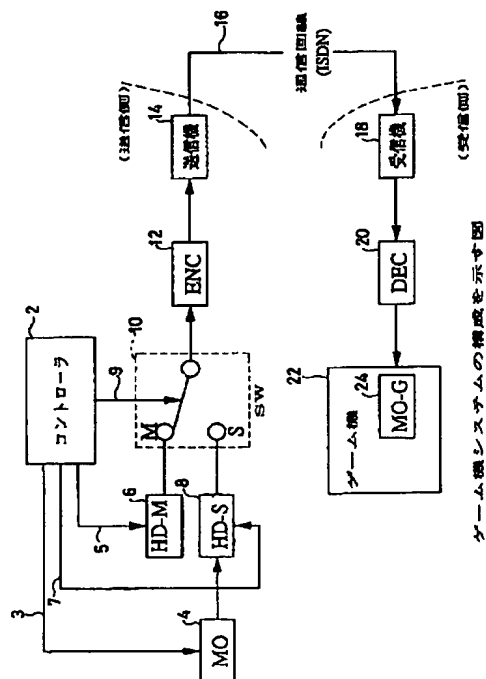 コントローラ
2
3
5
7
9
MO
4
HD-M
6
HD-S
8
M
S
SW
10
ENC
12
送信機
14
(送信側)
16
通信回線
(ISDN)
受信機
18
(受信側)
DEC
20
ゲーム機
22
MO-G
24
ゲーム機システムの構成を示す図